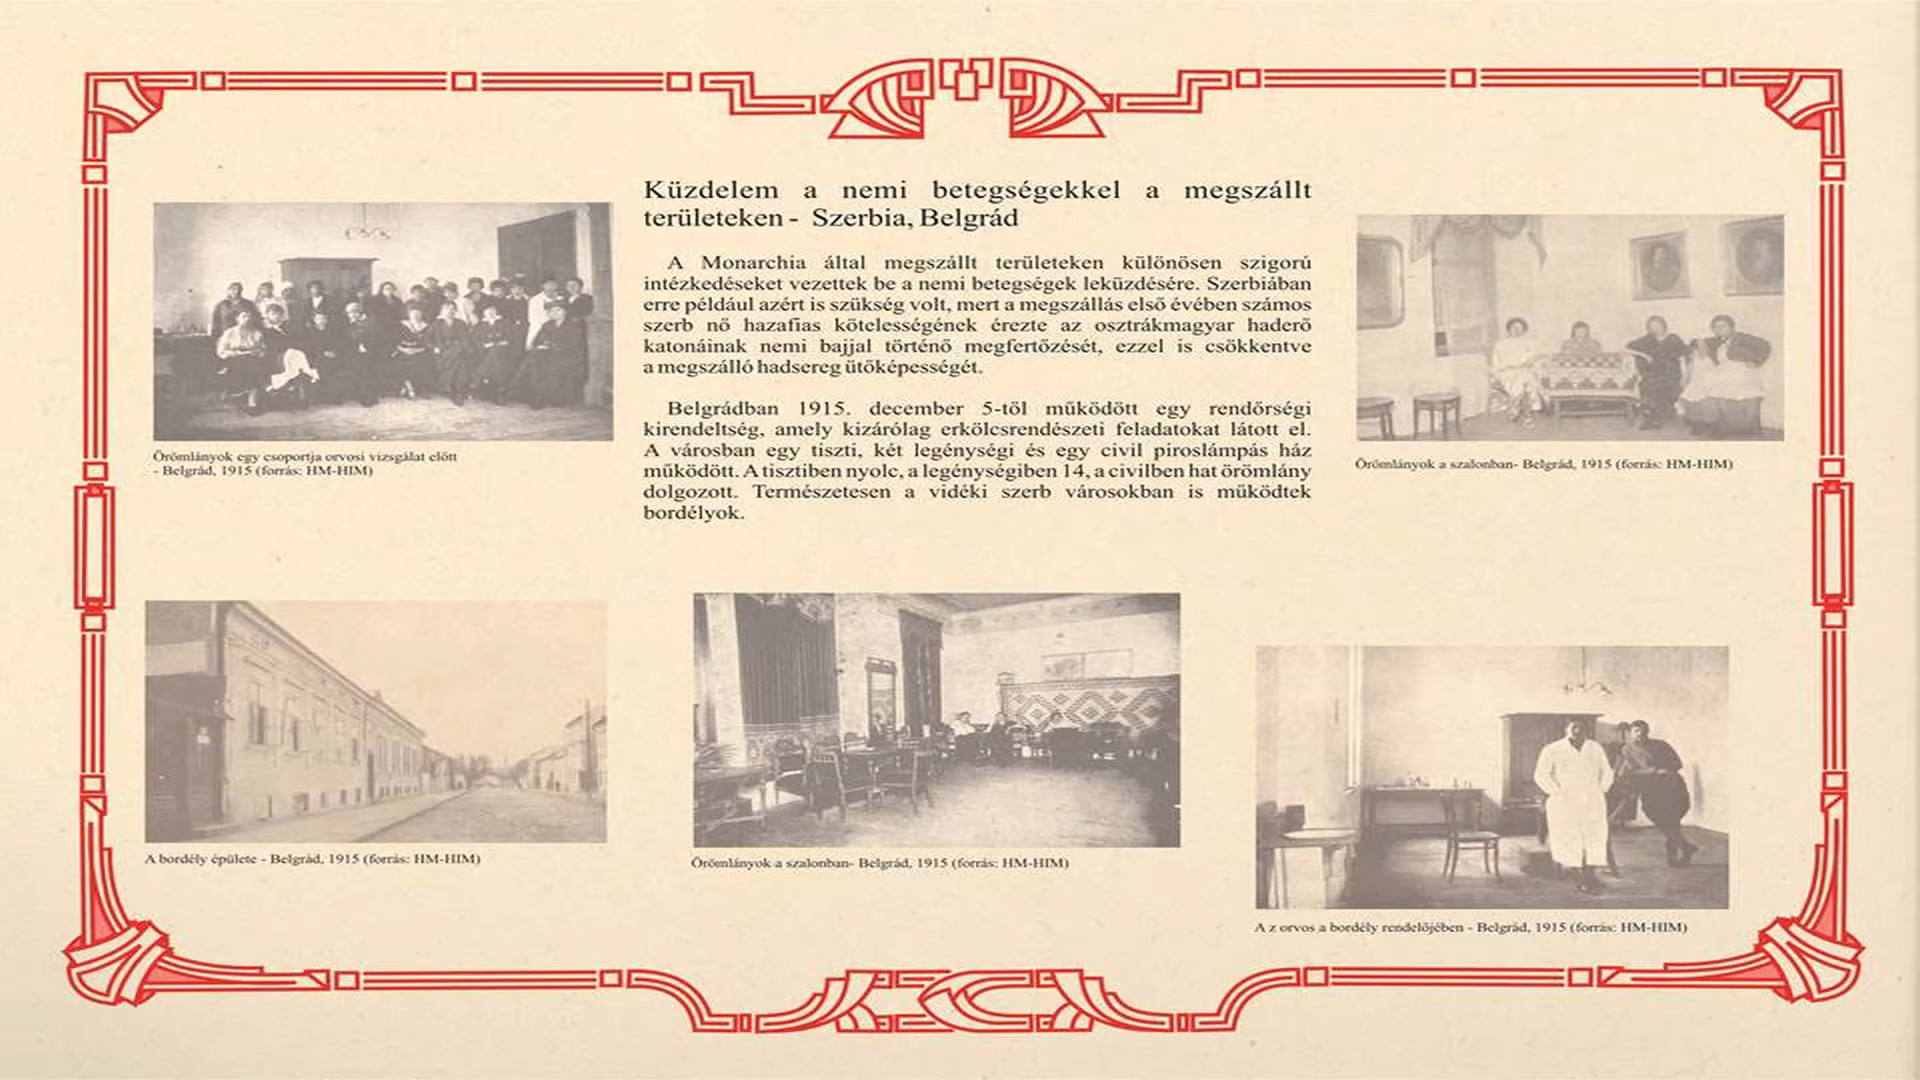 Küzdelem a nemi betegségekkel a megszállt
területeken - Szerbia, Belgrád
A Monarchia által megszállt területeken különösen szigorú
intézkedéseket vezettek be a nemi betegségek leküzdésére. Szerbiában
erre például azért is szükség volt, mert a megszállás első évében számos
szerb nő hazafias kötelességének érezte az osztrákmagyar haderő
katonáinak nemi bajjal történő megfertőzését, ezzel is csökkentve
a megszálló hadsereg ütőképességét.
Belgrádban 1915. december 5-től működött egy rendőrségi
kirendeltség, amely kizárólag erkölcsrendészeti feladatokat látott el.
A városban egy tiszti, két legénységi és egy civil piroslámpás ház
működött. A tisztiben nyolc, a legénységiben 14, a civilben hat örömlány
dolgozott. Természetesen a vidéki szerb városokban is működtek
bordélyok.
Örömlányok egy csoportja orvosi vizsgálat előtt
- Belgrád, 1915 (forrás: HM-HIM)
Örömlányok a szalonban- Belgrád, 1915 (forrás: HM-HIM)
A bordély épülete - Belgrád, 1915 (forrás: HM-HIM)
Örömlányok a szalonban- Belgrád, 1915 (forrás: HM-HIM)
A z orvos a bordély rendelőjében - Belgrád, 1915 (forrás: HM-HIM)